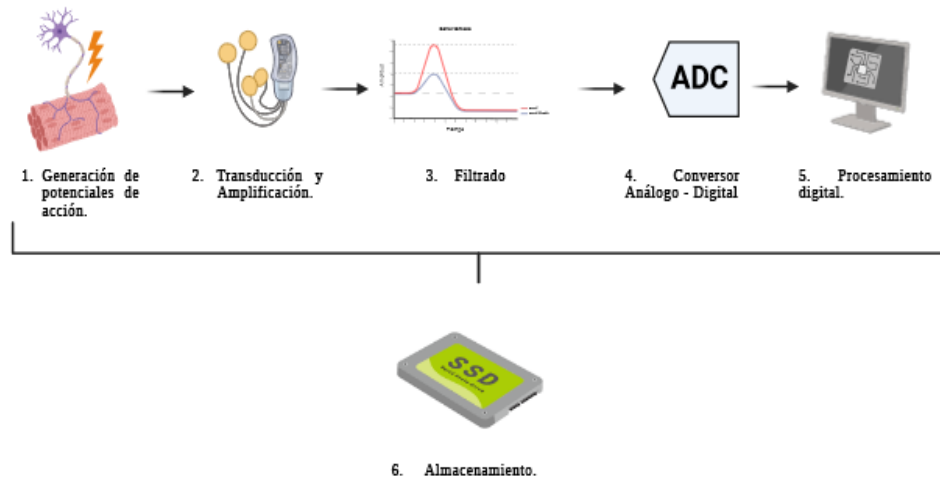 ADC
1. Generación de
potenciales de
acción.
2. Transducción y
Amplificación.
3. Filtrado
4. Conversor
Análogo - Digital
5. Procesamiento
digital.
SSD
6. Almacenamiento.